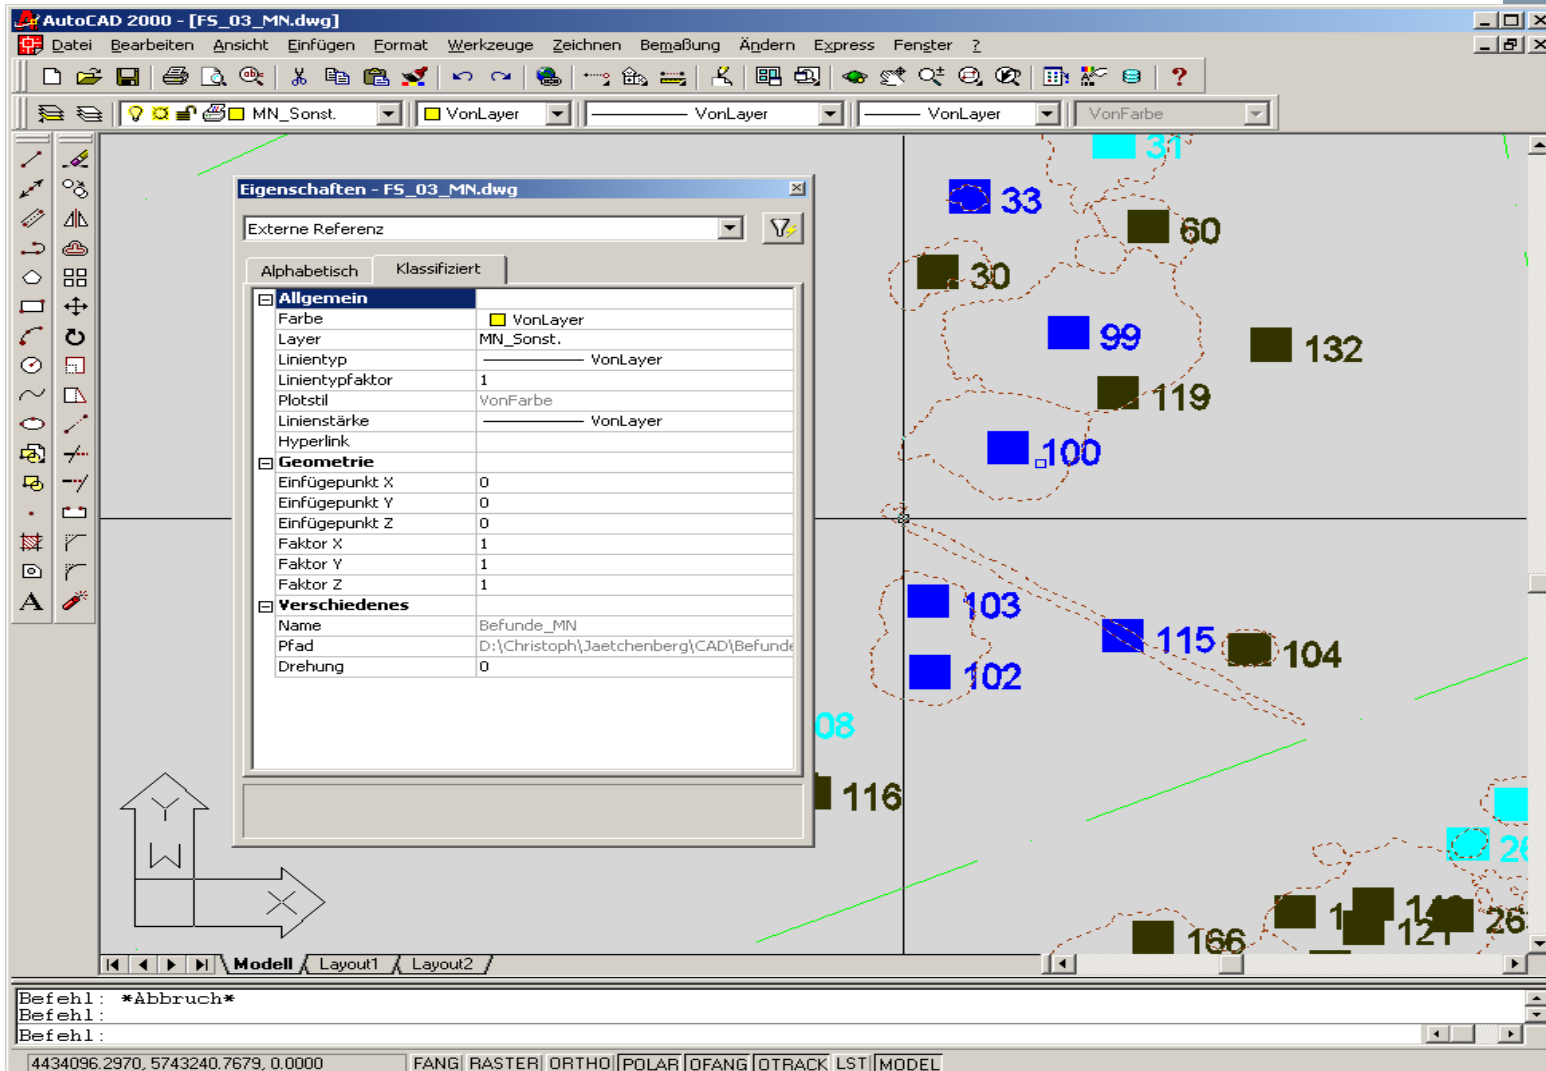 AutoCAD 2000 - [FS_03_MN.dwg]
Datei Bearbeiten Ansicht Einfügen Format Werkzeuge Zeichnen Bemaßung Ändern Express Fenster ?
MN_Sonst. VonLayer VonLayer VonLayer VonFarbe
Eigenschaften - FS_03_MN.dwg
Externe Referenz
Alphabetisch Klassifiziert
Allgemein
Farbe VonLayer
Layer MN_Sonst.
Linientyp VonLayer
Linientypfaktor 1
Plotstil VonFarbe
Linienstärke VonLayer
Hyperlink
Geometrie
Einfügepunkt X 0
Einfügepunkt Y 0
Einfügepunkt Z 0
Faktor X 1
Faktor Y 1
Faktor Z 1
Verschiedenes
Name Befunde_MN
Pfad D:\Christoph\Jaetchenberg\CAD\Befunde
Drehung 0
31
33
60
30
99
132
119
100
103
115
104
102
08
116
26
166
121
26
Y
W
X
A
Modell Layout1 Layout2
Befehl: *Abbruch*
Befehl:
Befehl:
4434096.2970, 5743240.7679, 0.0000 FANG RASTER ORTHO POLAR OFANG OTRACK LST MODEL